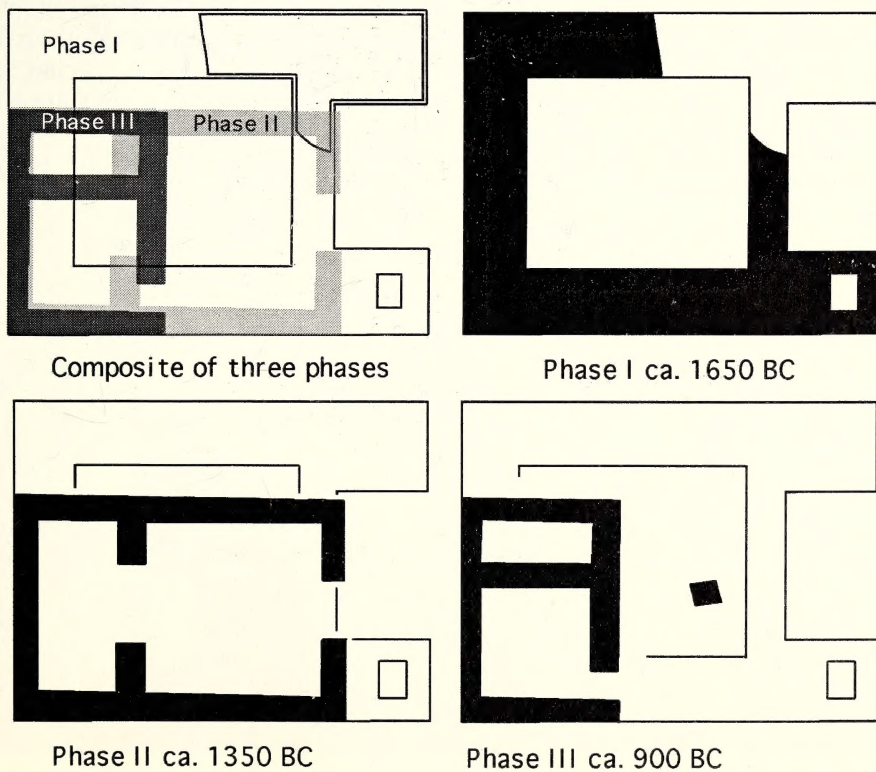 Phase I
Phase III
Phase II
Composite of three phases
Phase I ca. 1650 BC
Phase II ca. 1350 BC
Phase III ca. 900 BC